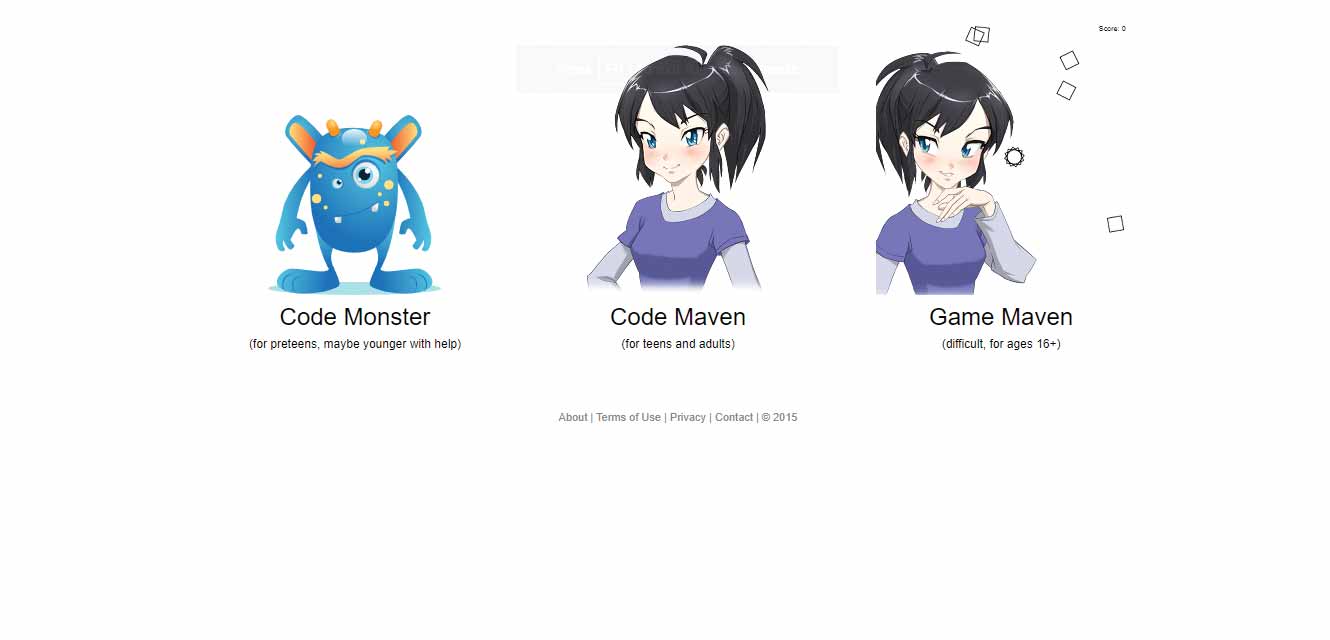 Score: 0
Code Monster
(for preteens, maybe younger with help)
Code Maven
(for teens and adults)
Game Maven
(difficult, for ages 16+)
About | Terms of Use | Privacy | Contact | © 2015